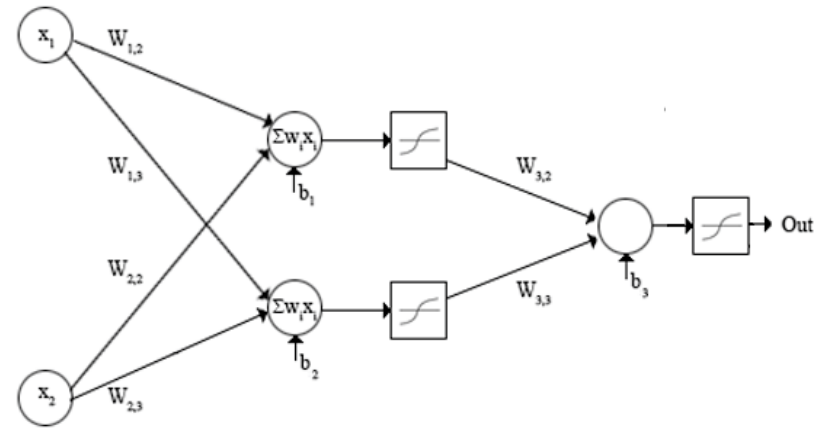 x₁
W₁,₂
Σwᵢxᵢ
b₁
W₁,₃
W₃,₂
Out
b₃
W₂,₂
W₃,₃
Σwᵢxᵢ
b₂
x₂
W₂,₃